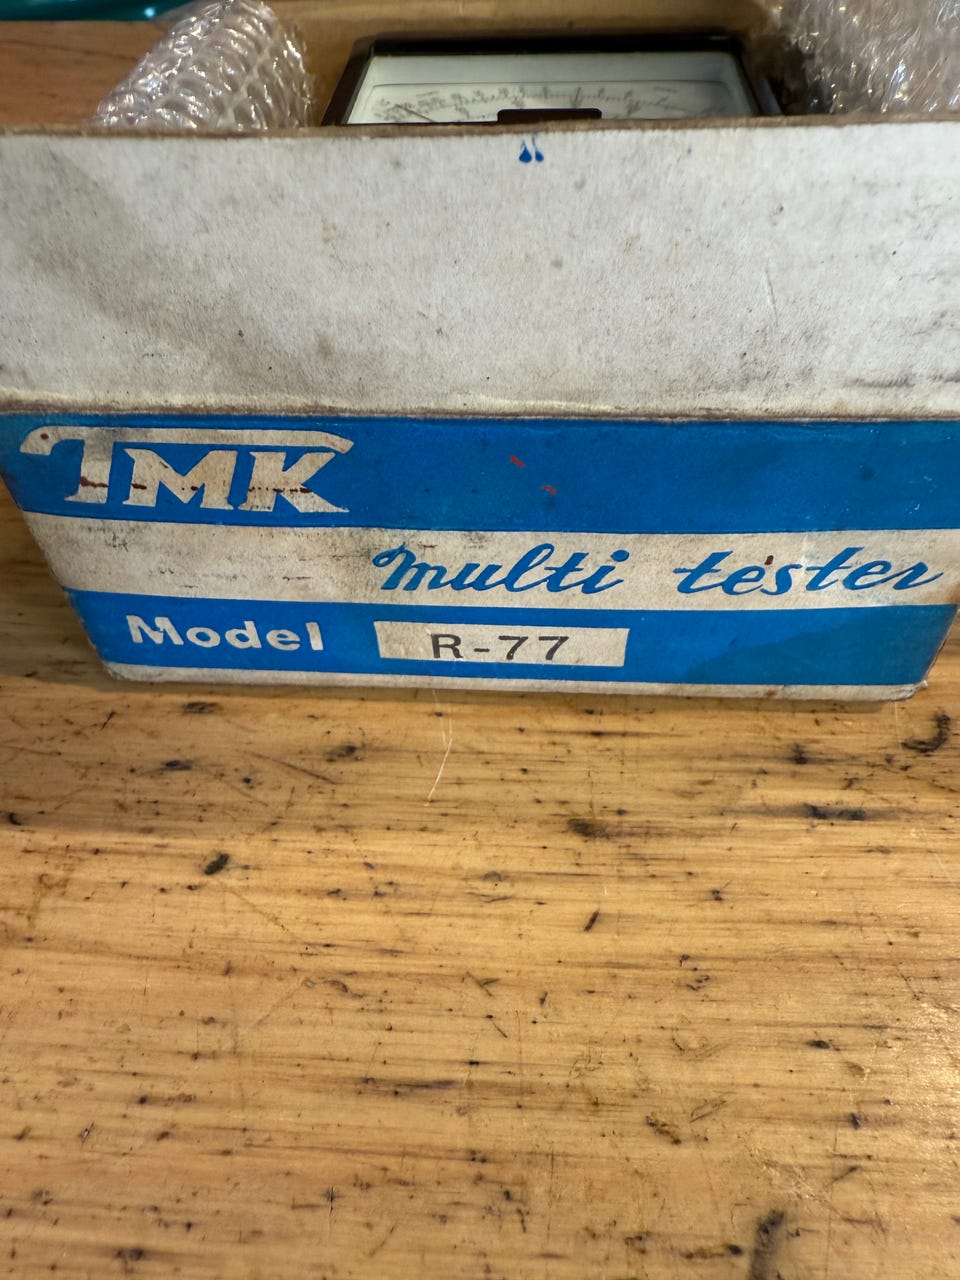 TMK
multi tester
Model R-77